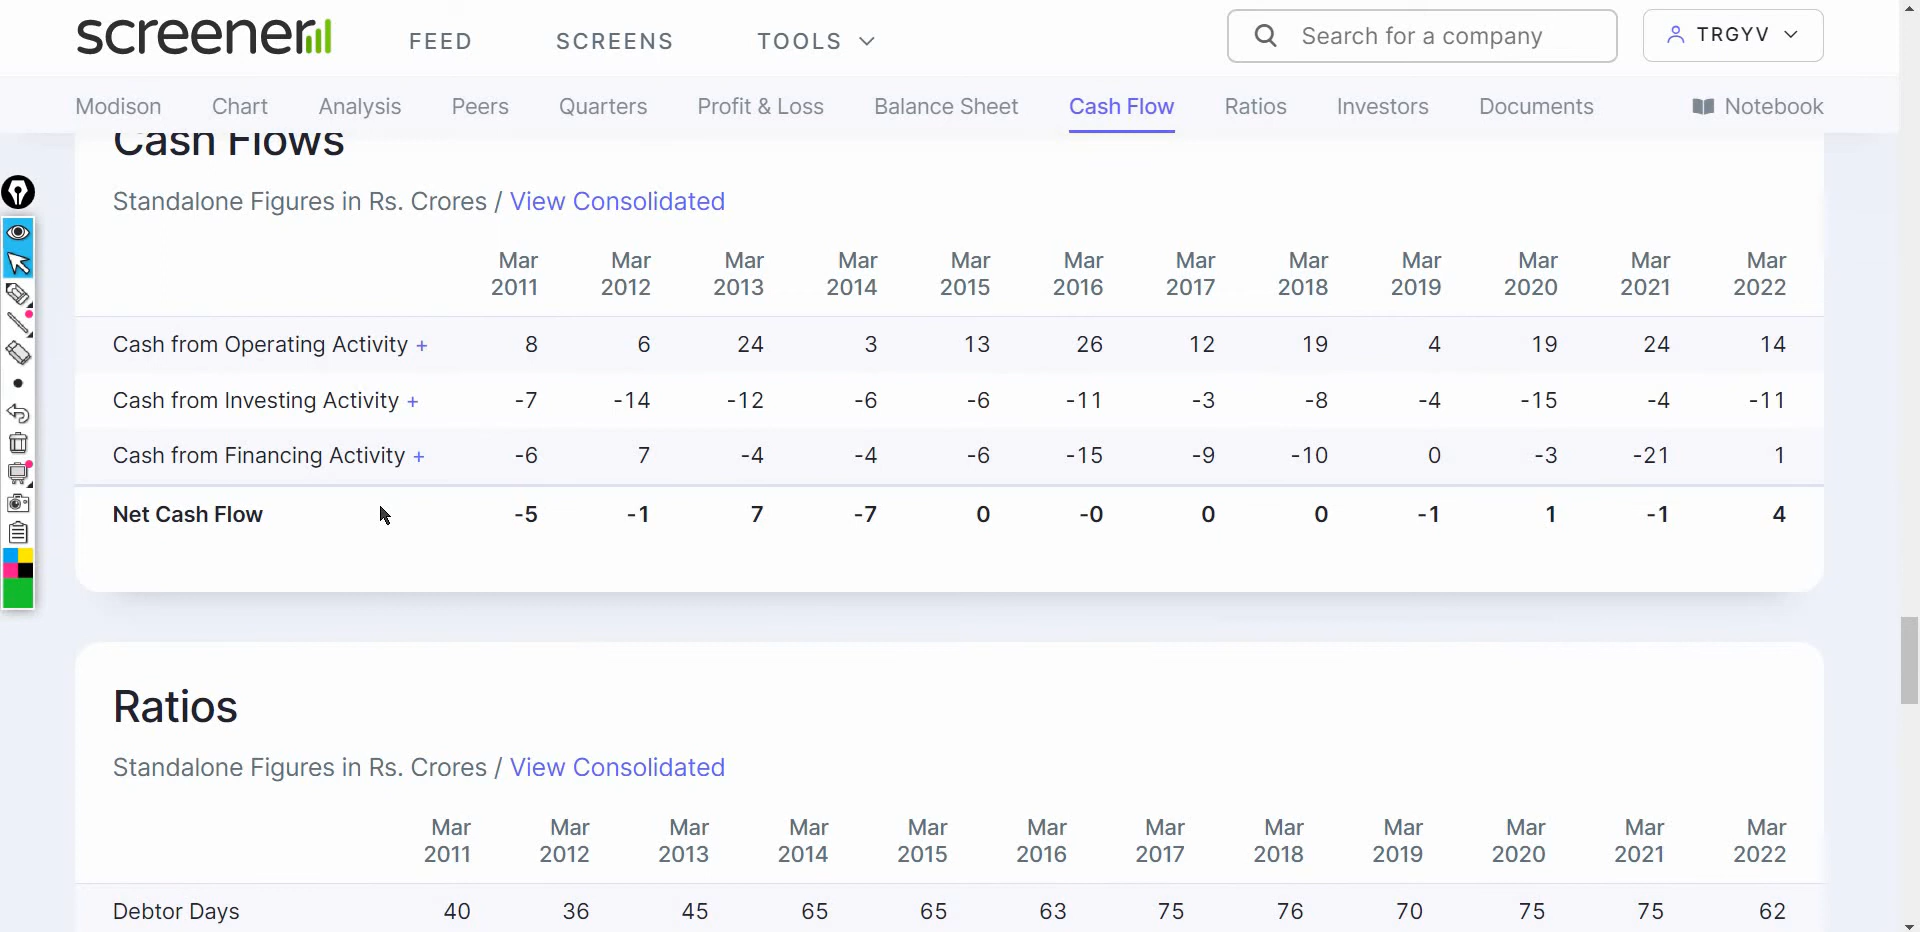 screener
FEED SCREENS TOOLS Search for a company TRGYV
Modison Chart Analysis Peers Quarters Profit & Loss Balance Sheet Cash Flow Ratios Investors Documents Notebook
Cash Flows
Standalone Figures in Rs. Crores / View Consolidated
Mar Mar Mar Mar Mar Mar Mar Mar Mar Mar Mar Mar
2011 2012 2013 2014 2015 2016 2017 2018 2019 2020 2021 2022
Cash from Operating Activity + 8 6 24 3 13 26 12 19 4 19 24 14
Cash from Investing Activity + -7 -14 -12 -6 -6 -11 -3 -8 -4 -15 -4 -11
Cash from Financing Activity + -6 7 -4 -4 -6 -15 -9 -10 0 -3 -21 1
Net Cash Flow -5 -1 7 -7 0 -0 0 0 -1 1 -1 4
Ratios
Standalone Figures in Rs. Crores / View Consolidated
Mar Mar Mar Mar Mar Mar Mar Mar Mar Mar Mar Mar
2011 2012 2013 2014 2015 2016 2017 2018 2019 2020 2021 2022
Debtor Days 40 36 45 65 65 63 75 76 70 75 75 62